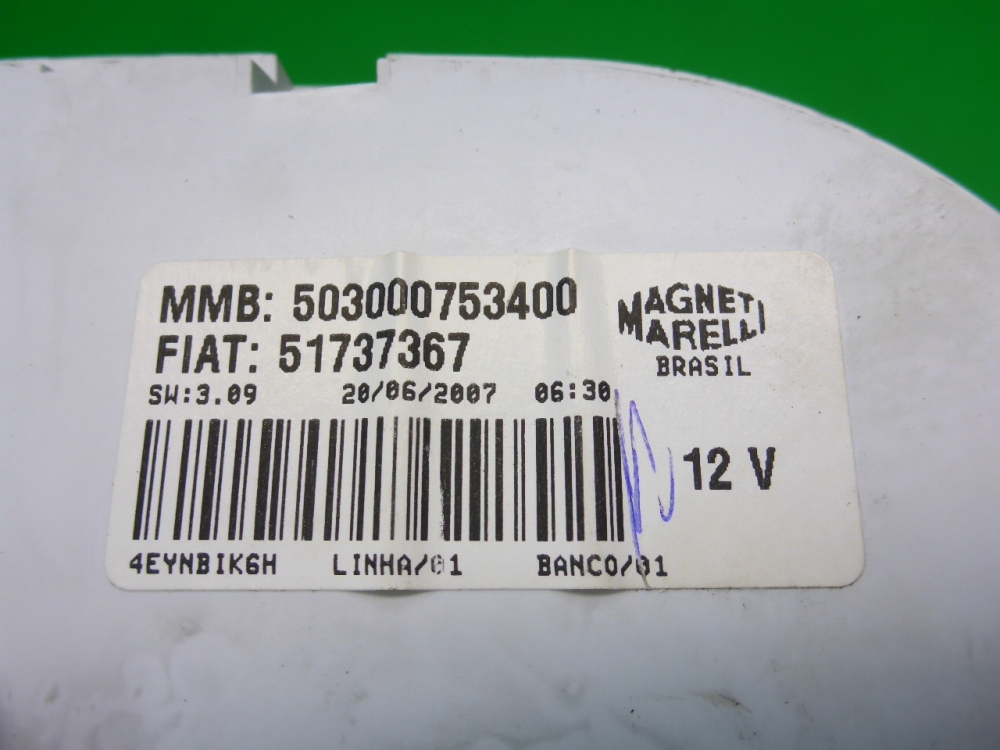 MMB: 503000753400
FIAT: 51737367
MAGNETI
MARELLI
BRASIL
SW:3.09 20/06/2007 06:30
12 V
4EYNBIK6H LINHA/01 BANCO/01